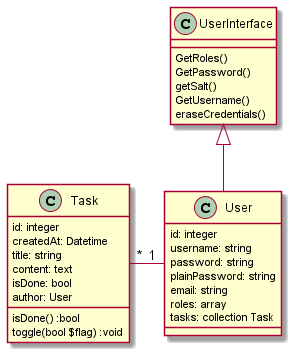 C UserInterface
GetRoles()
GetPassword()
getSalt()
GetUsername()
eraseCredentials()
C Task
id: integer
createdAt: Datetime
title: string
content: text
isDone: bool
author: User
isDone() :bool
toggle(bool $flag) :void
* 1
C User
id: integer
username: string
password: string
plainPassword: string
email: string
roles: array
tasks: collection Task